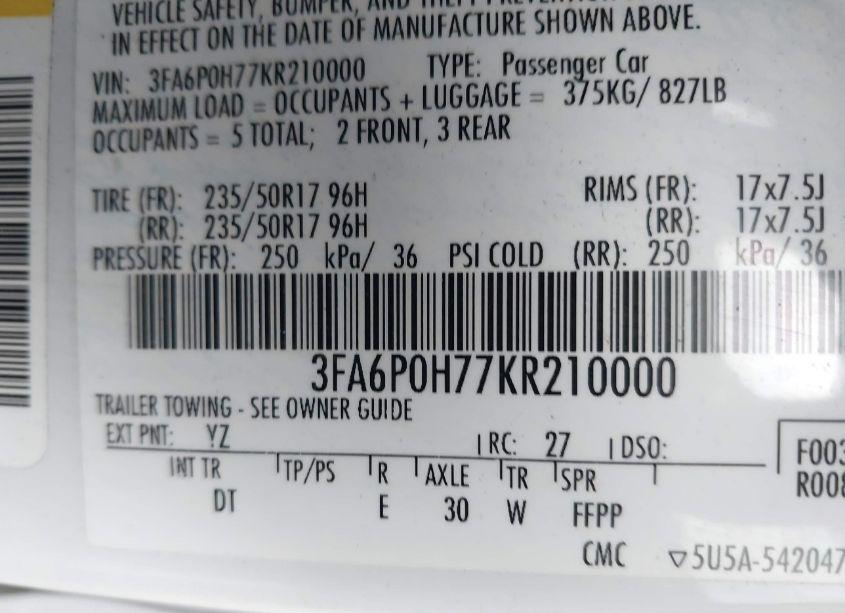 VEHICLE SAFETY, BUMPER, AND THEFT PREVENTION
IN EFFECT ON THE DATE OF MANUFACTURE SHOWN ABOVE.
VIN: 3FA6P0H77KR210000 TYPE: Passenger Car
MAXIMUM LOAD = OCCUPANTS + LUGGAGE = 375KG/ 827LB
OCCUPANTS = 5 TOTAL; 2 FRONT, 3 REAR
TIRE (FR): 235/50R17 96H RIMS (FR): 17x7.5J
(RR): 235/50R17 96H (RR): 17x7.5J
PRESSURE (FR): 250 kPa/ 36 PSI COLD (RR): 250 kPa/ 36
3FA6P0H77KR210000
TRAILER TOWING - SEE OWNER GUIDE
EXT PNT: YZ RC: 27 DSO:
INT TR TP/PS R AXLE TR SPR
DT E 30 W FFPP
F003
R008
CMC ▽5U5A-542047